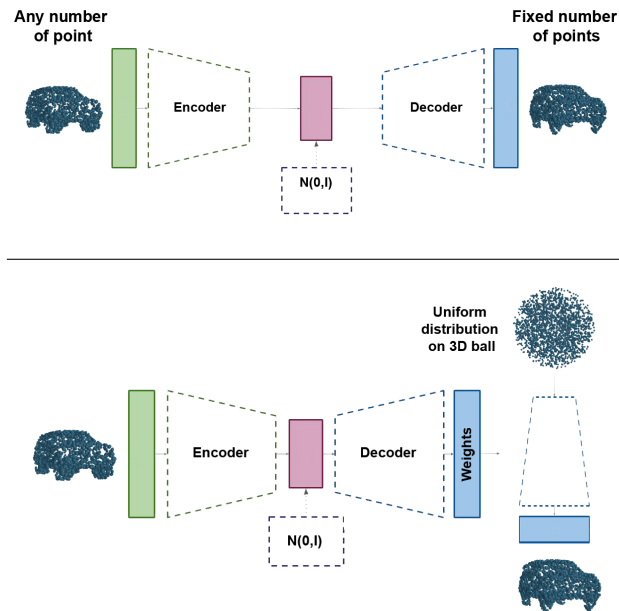 Any number
of point
Fixed number
of points
Encoder
Decoder
N(0,I)
Uniform
distribution
on 3D ball
Encoder
Decoder
Weights
N(0,I)